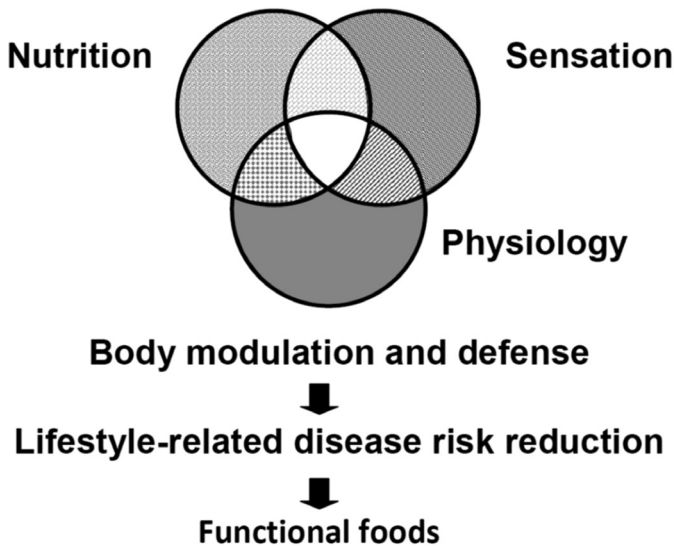 Nutrition
Sensation
Physiology
Body modulation and defense
Lifestyle-related disease risk reduction
Functional foods